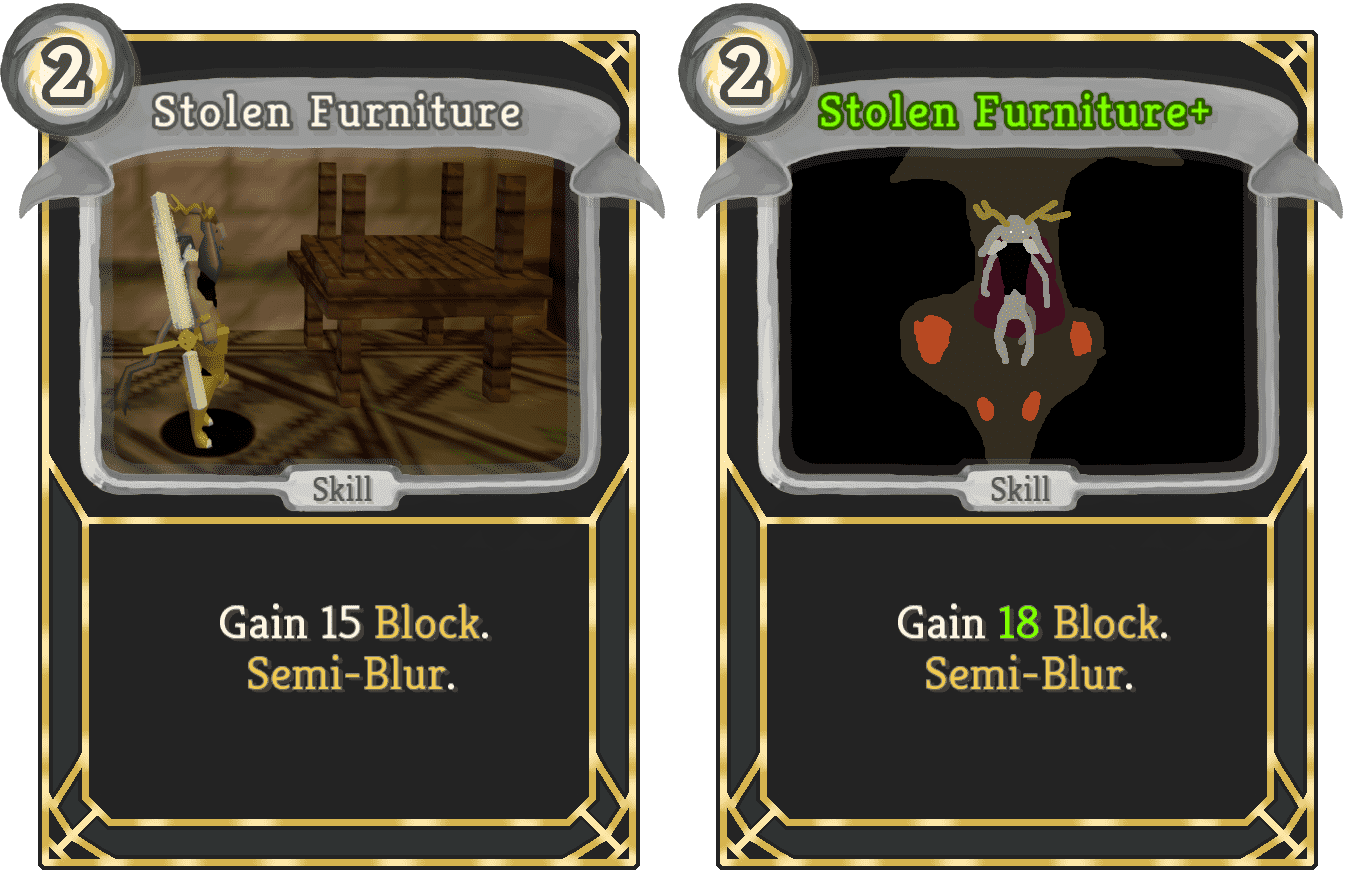 2
Stolen Furniture
Skill
Gain 15 Block.
Semi-Blur.
2
Stolen Furniture+
Skill
Gain 18 Block.
Semi-Blur.